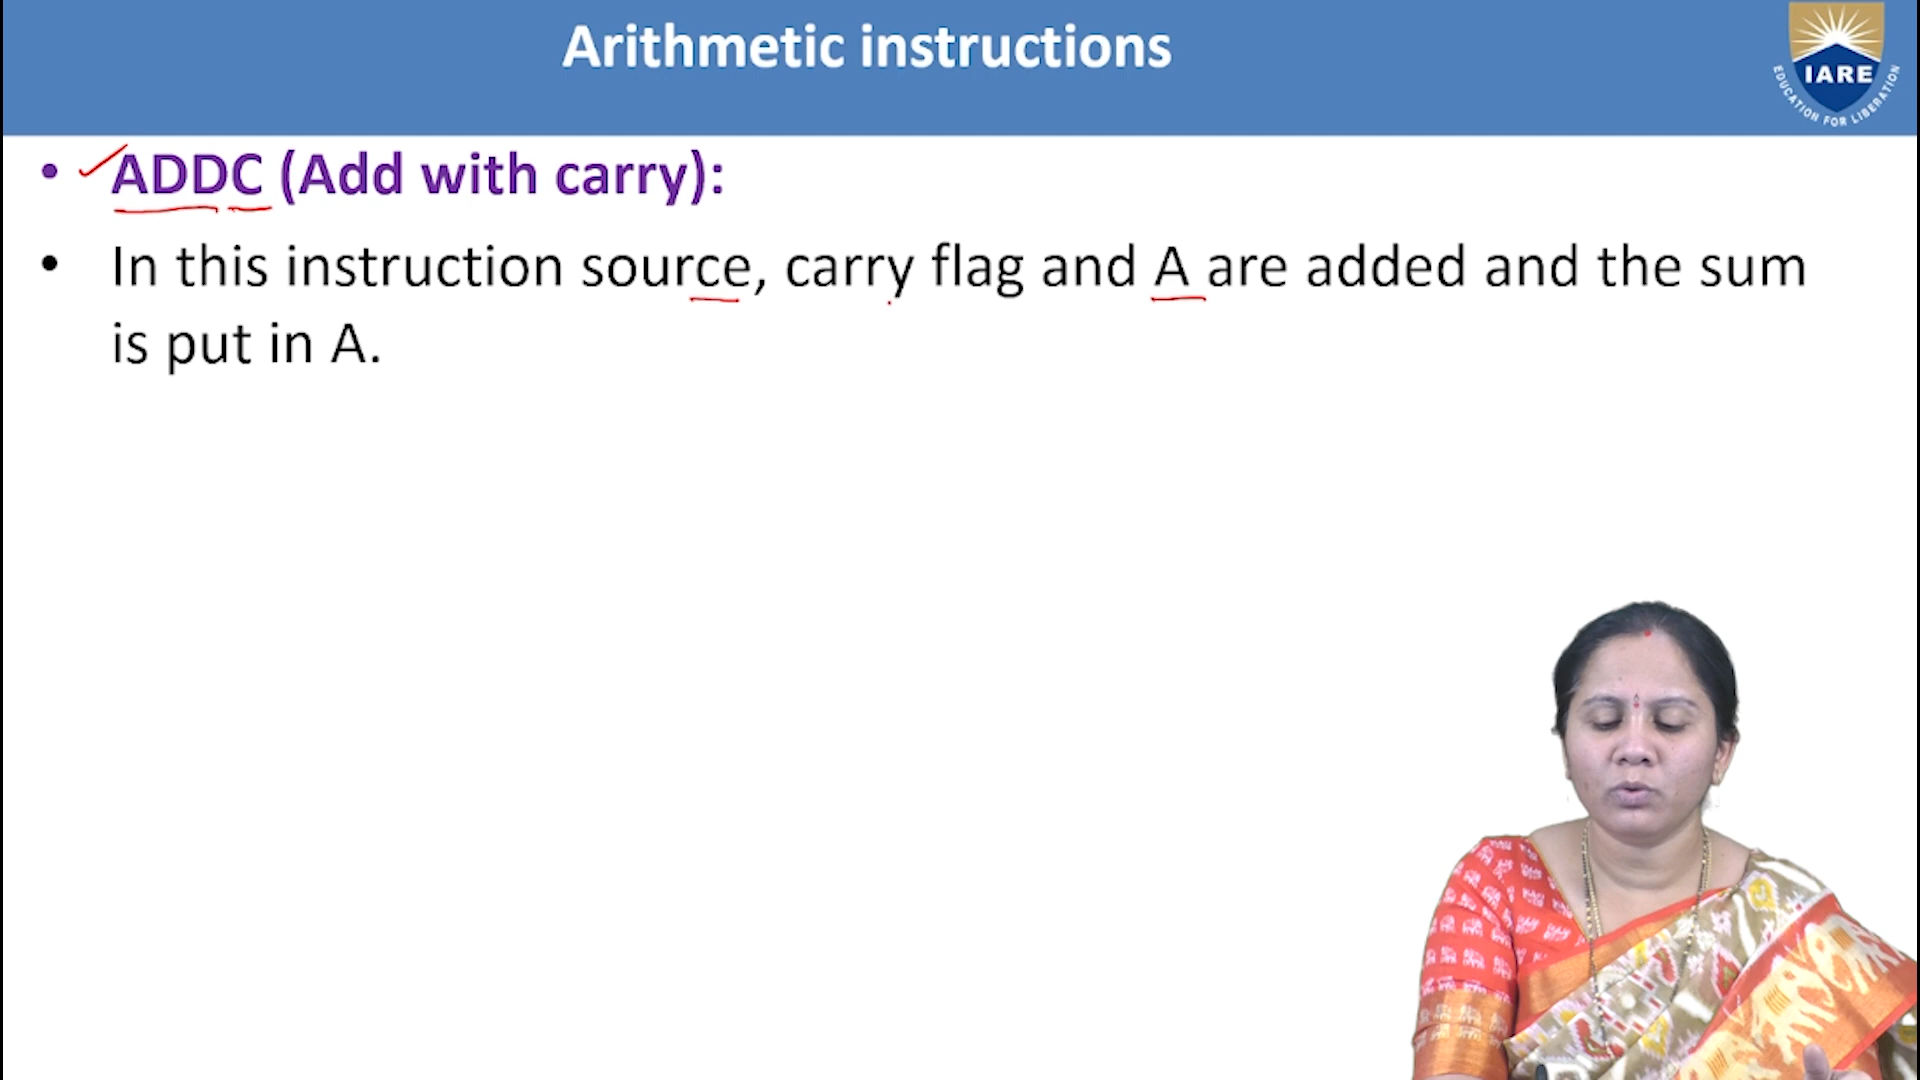 Arithmetic instructions
IARE
EDUCATION FOR LIBERATION
• ADDC (Add with carry):
• In this instruction source, carry flag and A are added and the sum
is put in A.